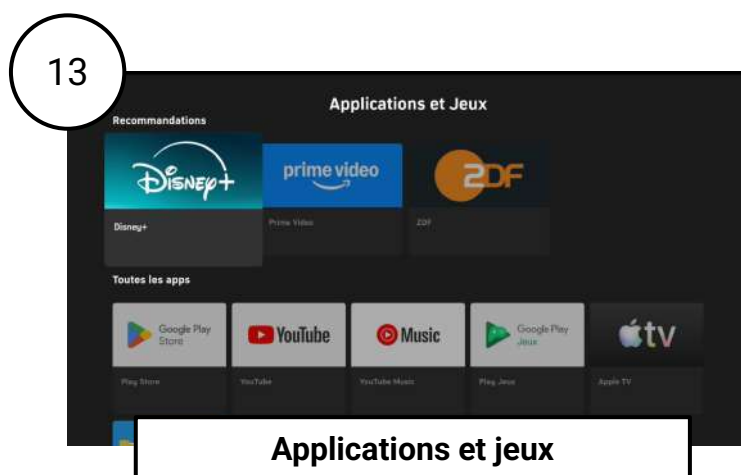 13
Applications et Jeux
Recommandations
Disney+
prime video
ZDF
Disney+
Prime Video
ZDF
Toutes les apps
Google Play
Store
YouTube
Music
Google Play
Jeux
tv
Play Store
YouTube
YouTube Music
Play Jeux
Apple TV
Applications et jeux